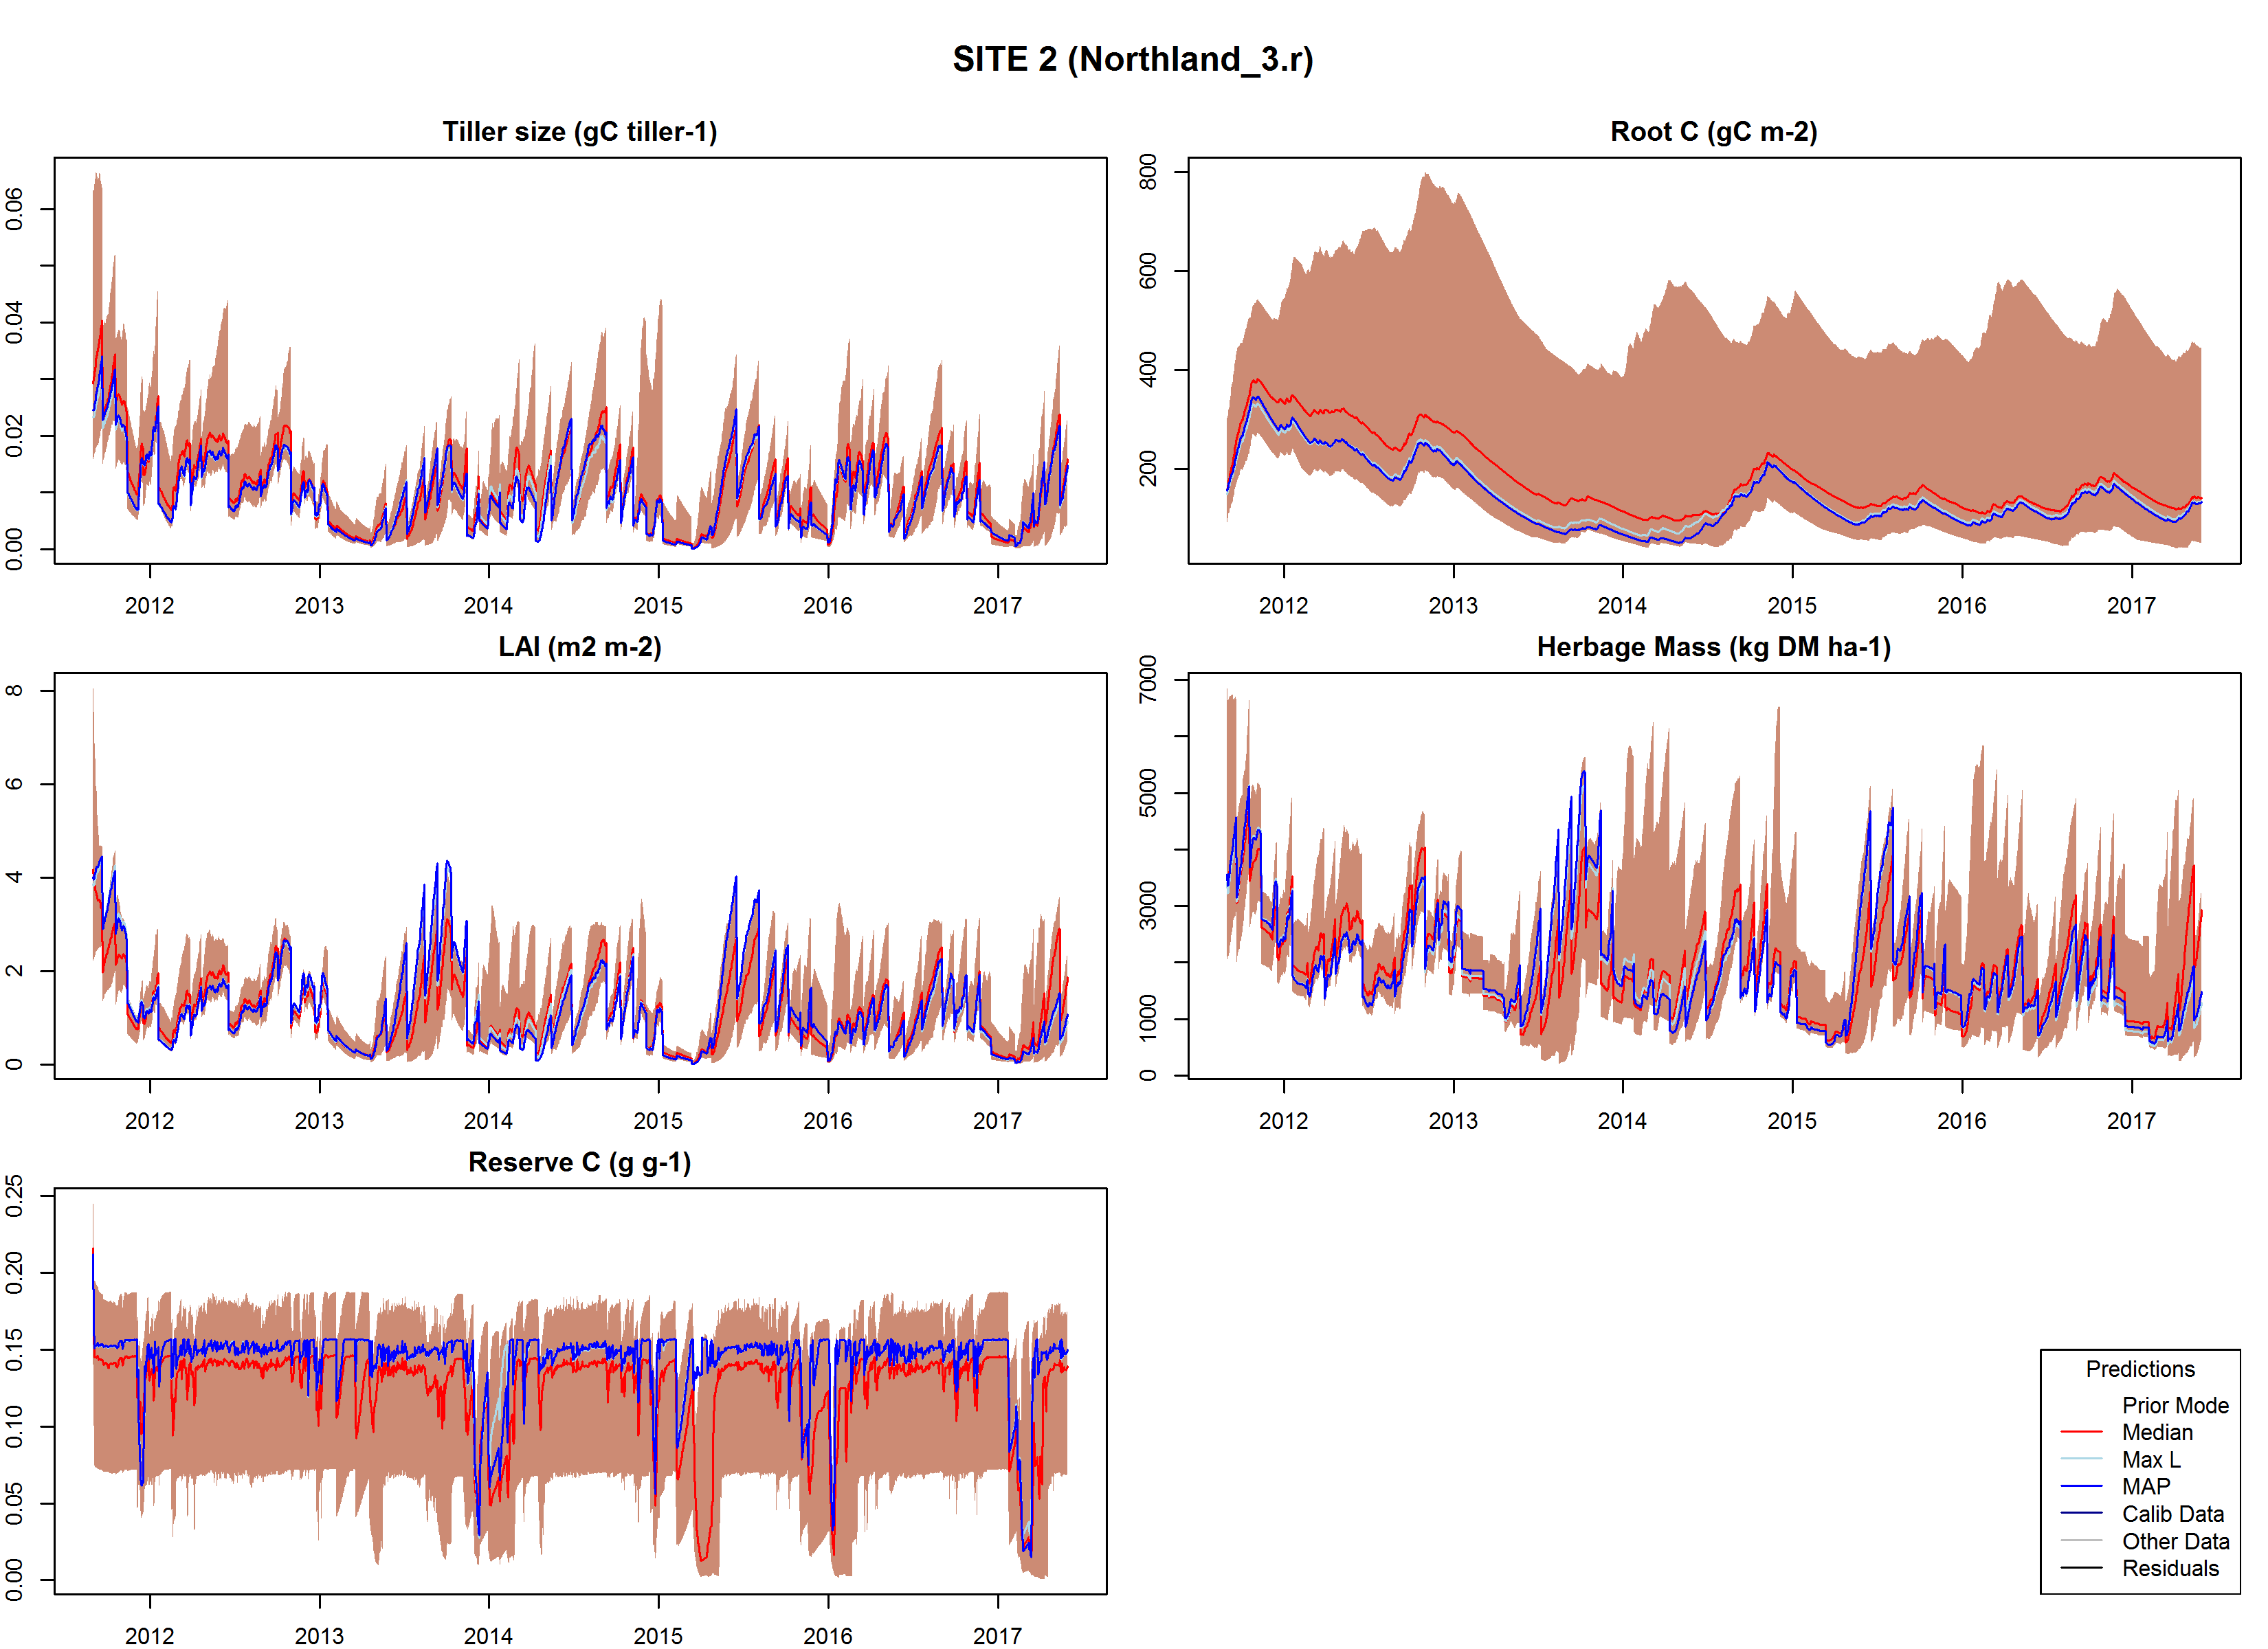 SITE 2 (Northland_3.r)
Tiller size (gC tiller-1)
0.06
0.04
0.02
0.00
2012 2013 2014 2015 2016 2017
Root C (gC m-2)
800
600
400
200
2012 2013 2014 2015 2016 2017
LAI (m2 m-2)
8
6
4
2
0
2012 2013 2014 2015 2016 2017
Herbage Mass (kg DM ha-1)
7000
5000
3000
1000
0
2012 2013 2014 2015 2016 2017
Reserve C (g g-1)
0.25
0.20
0.15
0.10
0.05
0.00
2012 2013 2014 2015 2016 2017
Predictions
Prior Mode
Median
Max L
MAP
Calib Data
Other Data
Residuals